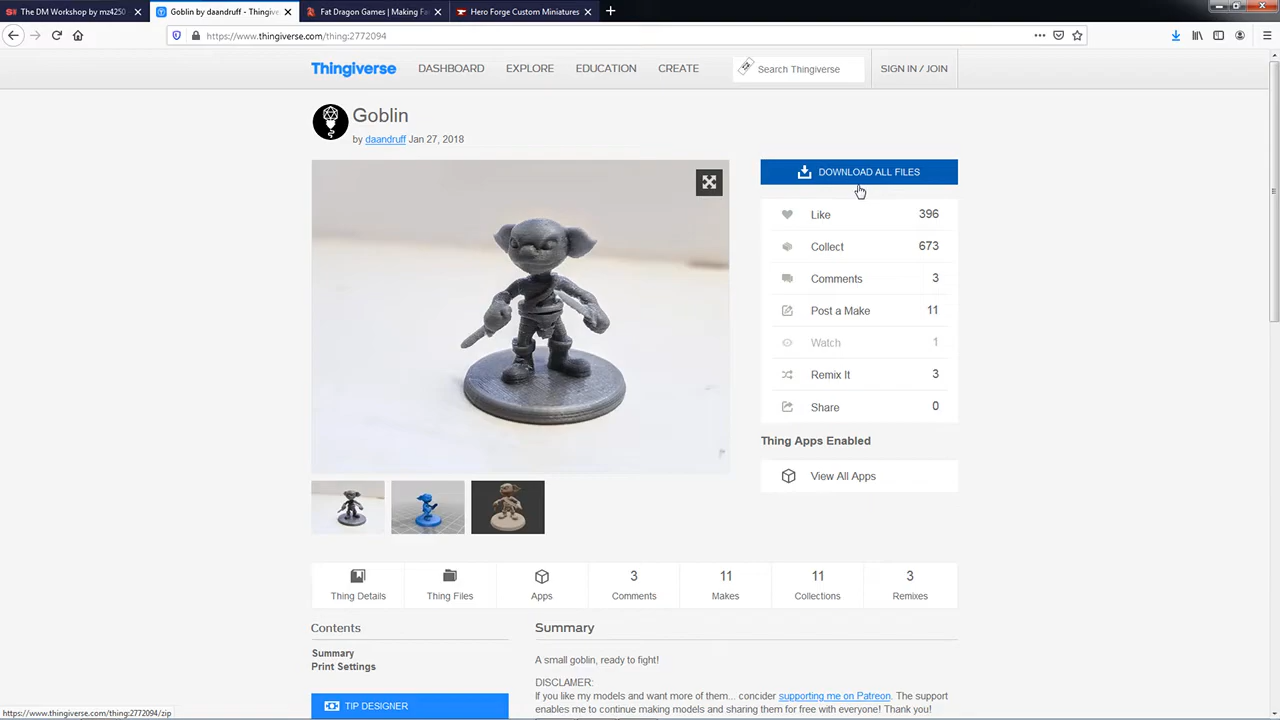 The DM Workshop by mz4250
Goblin by daandruff - Thingive
Fat Dragon Games | Making Fa
Hero Forge Custom Miniatures
https://www.thingiverse.com/thing:2772094
Thingiverse
DASHBOARD
EXPLORE
EDUCATION
CREATE
Search Thingiverse
SIGN IN / JOIN
Goblin
by daandruff Jan 27, 2018
DOWNLOAD ALL FILES
Like 396
Collect 673
Comments 3
Post a Make 11
Watch 1
Remix It 3
Share 0
Thing Apps Enabled
View All Apps
Thing Details
Thing Files
Apps
3
Comments
11
Makes
11
Collections
3
Remixes
Contents
Summary
Print Settings
TIP DESIGNER
Summary
A small goblin, ready to fight!
DISCLAMER:
If you like my models and want more of them... concider supporting me on Patreon. The support
enables me to continue making models and sharing them for free with everyone! Thank you!
https://www.thingiverse.com/thing:2772094/zip